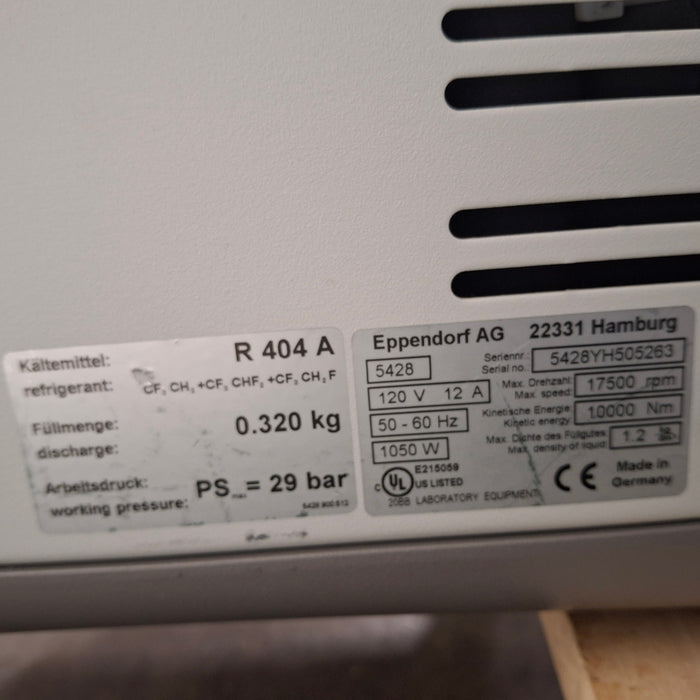 Kältemittel: R 404 A
refrigerant: CF₃CH₃+CF₃CHF₂+CF₃CH₂F
Füllmenge: 0.320 kg
discharge:
Arbeitsdruck: PS max = 29 bar
working pressure:
Eppendorf AG 22331 Hamburg
5428
Seriennr.:
Serial no.: 5428YH505263
120 V 12 A
Max. Drehzahl:
Max. speed: 17500 rpm
50 - 60 Hz
Kinetische Energie:
Kinetic energy: 10000 Nm
1050 W
Max. Dichte des Füllgutes
Max. density of liquid: 1.2
c UL US LISTED
E215059
20BB LABORATORY EQUIPMENT
CE
Made in
Germany